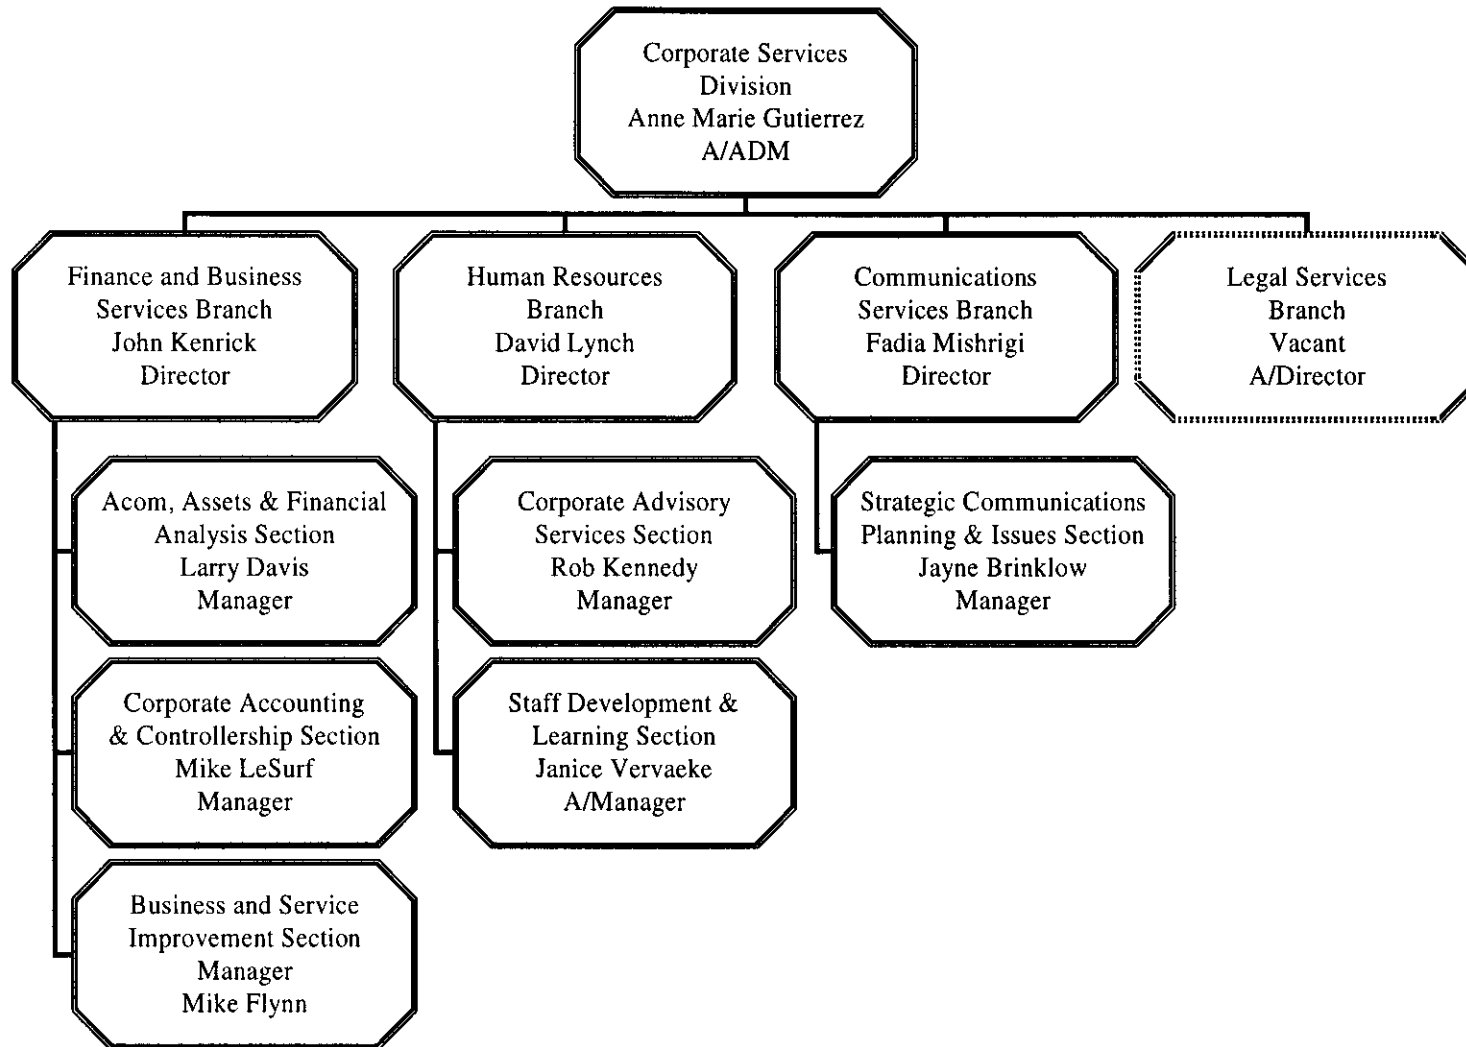 Corporate Services
Division
Anne Marie Gutierrez
A/ADM
Finance and Business
Services Branch
John Kenrick
Director
Human Resources
Branch
David Lynch
Director
Communications
Services Branch
Fadia Mishrigi
Director
Legal Services
Branch
Vacant
A/Director
Acom, Assets & Financial
Analysis Section
Larry Davis
Manager
Corporate Accounting
& Controllership Section
Mike LeSurf
Manager
Business and Service
Improvement Section
Manager
Mike Flynn
Corporate Advisory
Services Section
Rob Kennedy
Manager
Staff Development &
Learning Section
Janice Vervaeke
A/Manager
Strategic Communications
Planning & Issues Section
Jayne Brinklow
Manager